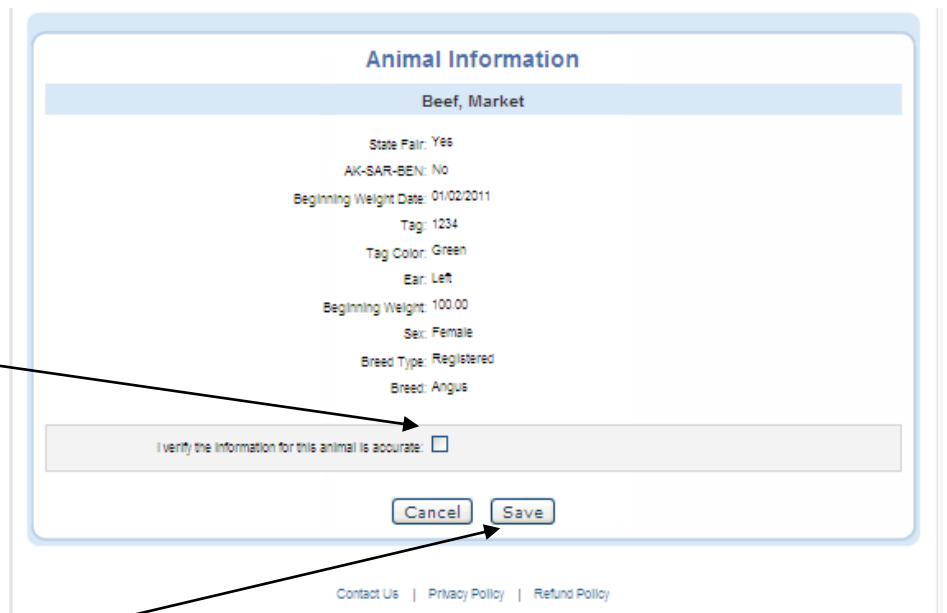 Animal Information
Beef, Market
State Fair: Yes
AK-SAR-BEN: No
Beginning Weight Date: 01/02/2011
Tag: 1234
Tag Color: Green
Ear: Left
Beginning Weight: 100.00
Sex: Female
Breed Type: Registered
Breed: Angus
I verify the information for this animal is accurate:
Cancel Save
Contact Us | Privacy Policy | Refund Policy